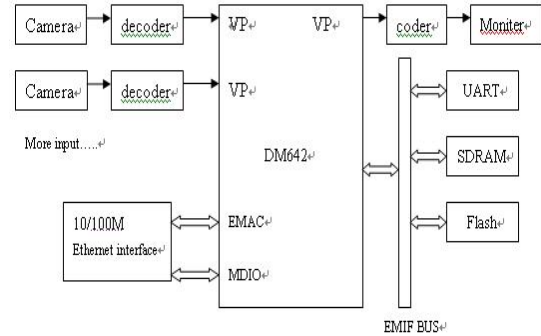 Camera
decoder
VP
VP
coder
Moniter
Camera
decoder
VP
UART
More input.....
DM642
SDRAM
10/100M
Ethernet interface
EMAC
Flash
MDIO
EMIF BUS